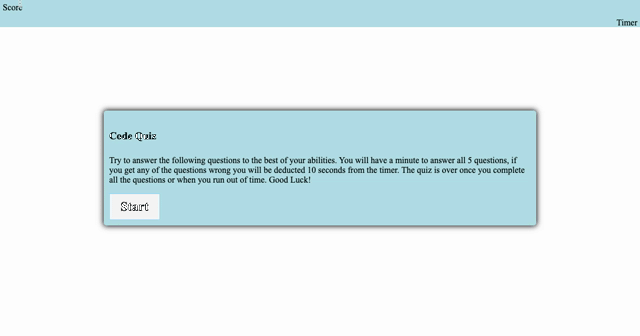 Score
Timer
Code Quiz
Try to answer the following questions to the best of your abilities. You will have a minute to answer all 5 questions, if
you get any of the questions wrong you will be deducted 10 seconds from the timer. The quiz is over once you complete
all the questions or when you run out of time. Good Luck!
Start